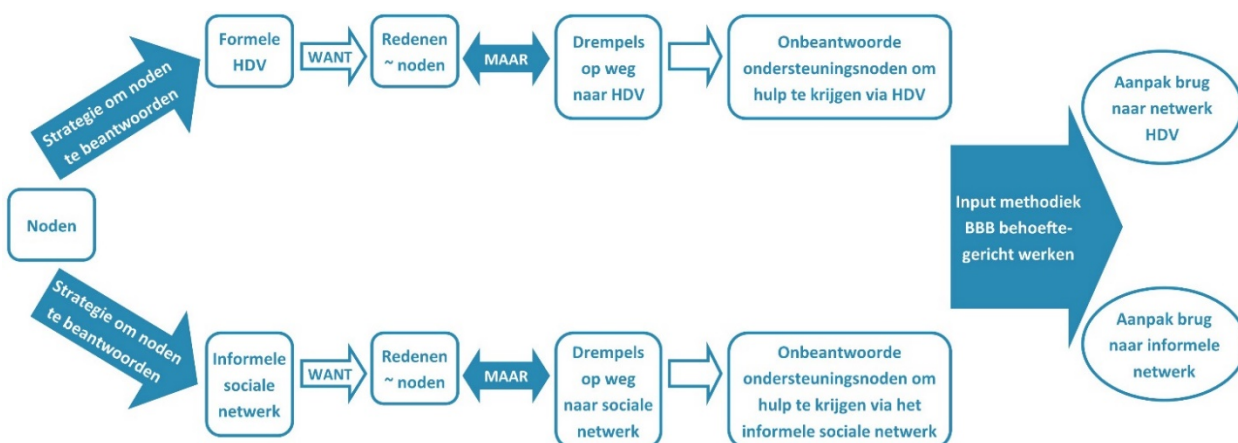 Noden
Strategie om noden
te beantwoorden
Formele
HDV
WANT
Redenen
~ noden
MAAR
Drempels
op weg
naar HDV
Onbeantwoorde
ondersteuningsnoden om
hulp te krijgen via HDV
Strategie om noden
te beantwoorden
Informele
sociale
netwerk
WANT
Redenen
~ noden
MAAR
Drempels
op weg
naar sociale
netwerk
Onbeantwoorde
ondersteuningsnoden om
hulp te krijgen via het
informele sociale netwerk
Input methodiek
BBB behoefte-
gericht werken
Aanpak brug
naar netwerk
HDV
Aanpak brug
naar informele
netwerk